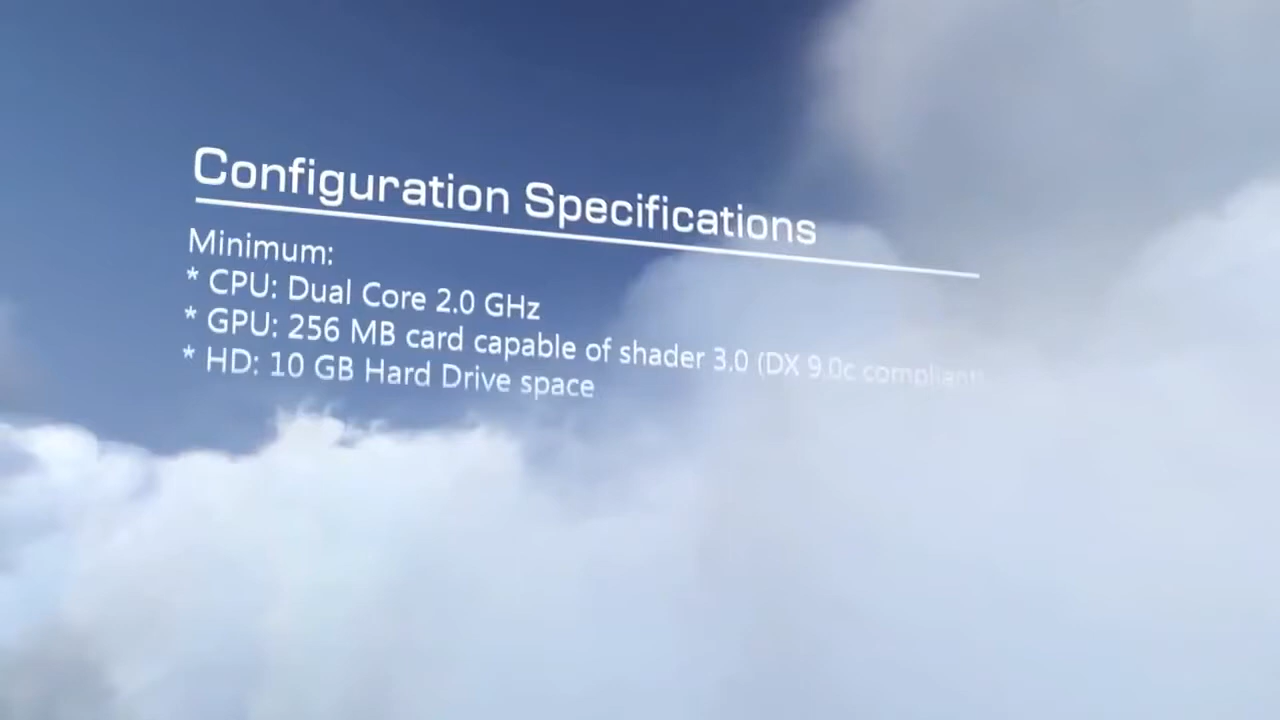 Configuration Specifications
Minimum:
* CPU: Dual Core 2.0 GHz
* GPU: 256 MB card capable of shader 3.0 (DX 9.0c compliant)
* HD: 10 GB Hard Drive space